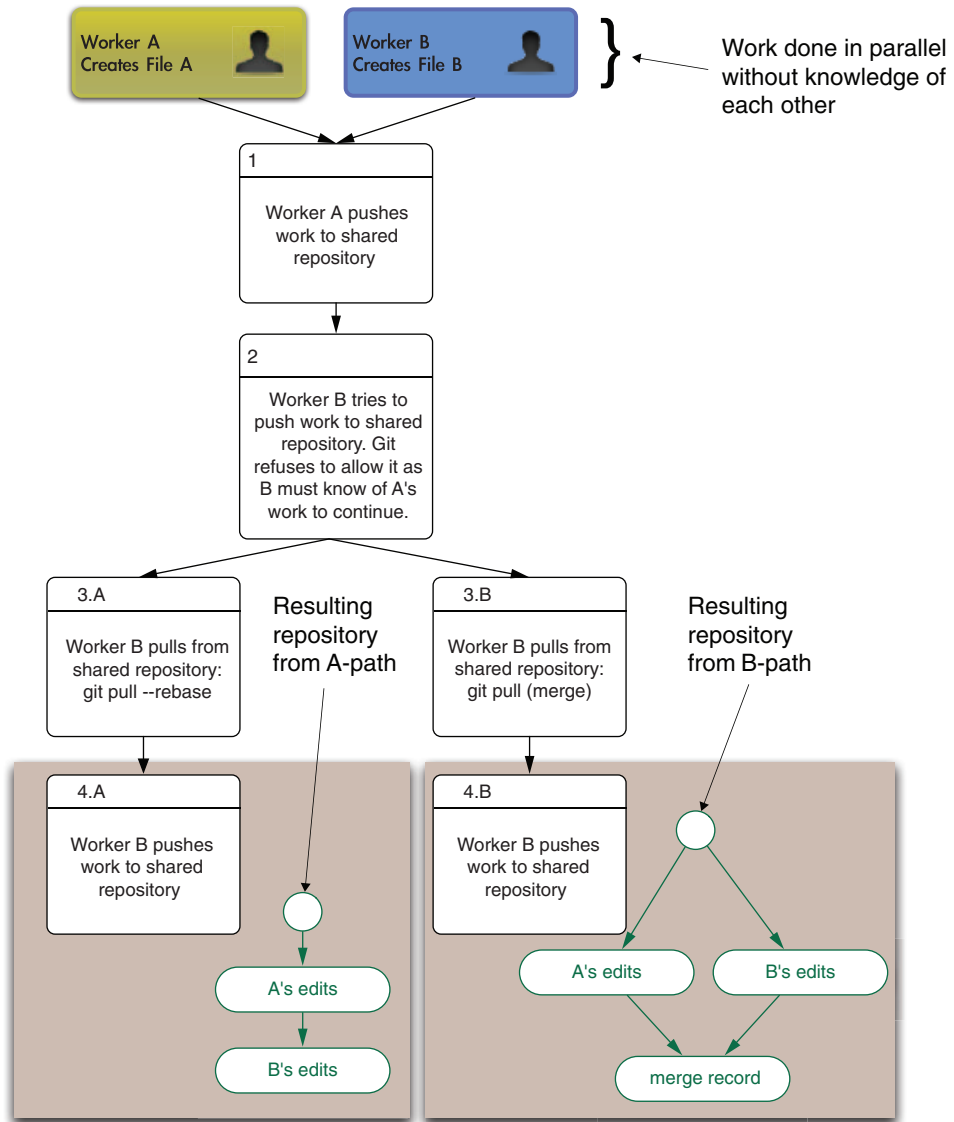 Worker A
Creates File A
Worker B
Creates File B
}
Work done in parallel
without knowledge of
each other
1
Worker A pushes
work to shared
repository
2
Worker B tries to
push work to shared
repository. Git
refuses to allow it as
B must know of A's
work to continue.
3.A
Worker B pulls from
shared repository:
git pull --rebase
Resulting
repository
from A-path
3.B
Worker B pulls from
shared repository:
git pull (merge)
Resulting
repository
from B-path
4.A
Worker B pushes
work to shared
repository
A's edits
B's edits
4.B
Worker B pushes
work to shared
repository
A's edits
B's edits
merge record